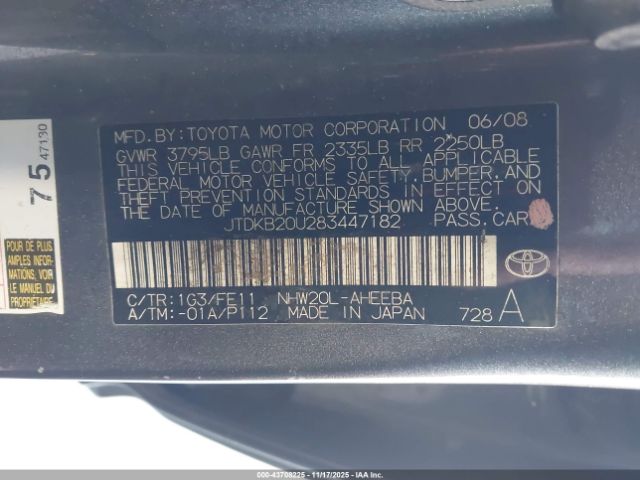 MFD.BY:TOYOTA MOTOR CORPORATION 06/08
GVWR 3795LB GAWR FR 2335LB RR 2250LB
THIS VEHICLE CONFORMS TO ALL APPLICABLE
FEDERAL MOTOR VEHICLE SAFETY,BUMPER,AND
THEFT PREVENTION STANDARDS IN EFFECT ON
THE DATE OF MANUFACTURE SHOWN ABOVE.
JTDKB20U283447182 PASS.CAR
C/TR:1G3/FE11 NHW20L-AHEEBA
A/TM:-01A/P112 MADE IN JAPAN 728 A
75 47130
POUR DE PLUS
AMPLES INFOR-
MATIONS,
VOIR
LE MANUEL DU
000-43708225 - 11/17/2025 - IAAI.com